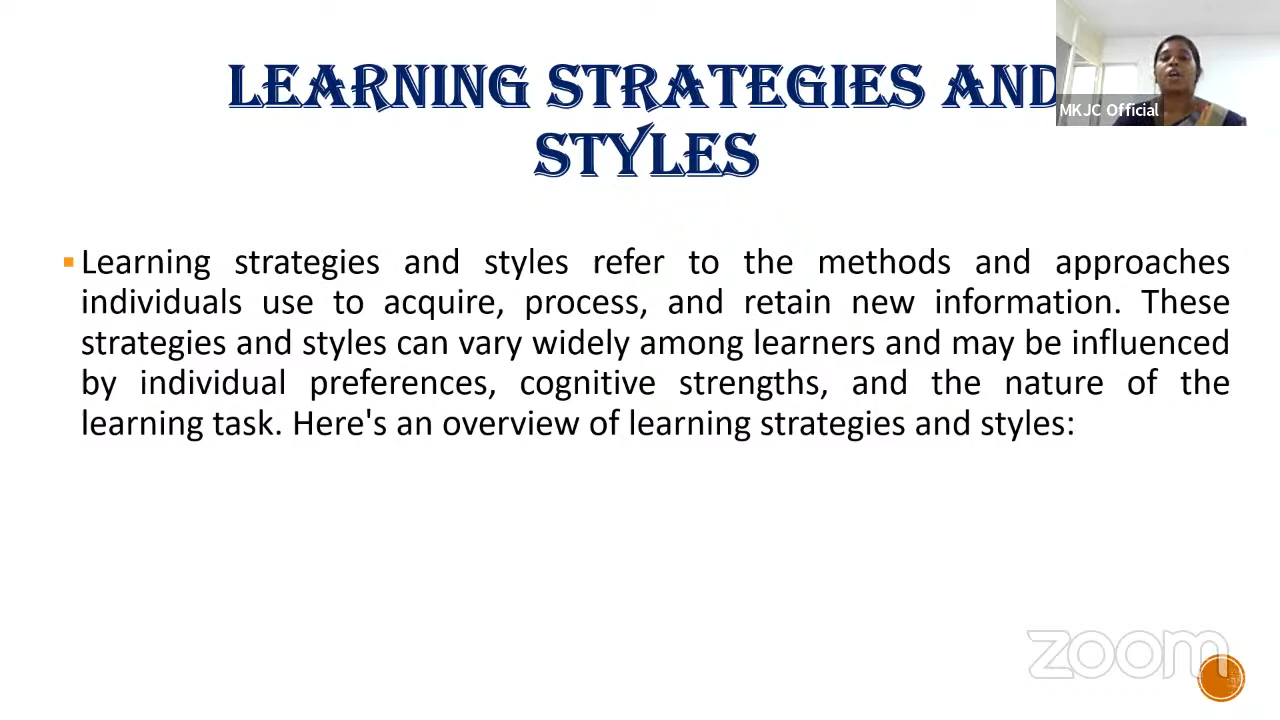 LEARNING STRATEGIES AND
STYLES
MKJC Official
▪ Learning strategies and styles refer to the methods and approaches
individuals use to acquire, process, and retain new information. These
strategies and styles can vary widely among learners and may be influenced
by individual preferences, cognitive strengths, and the nature of the
learning task. Here's an overview of learning strategies and styles:
zoom